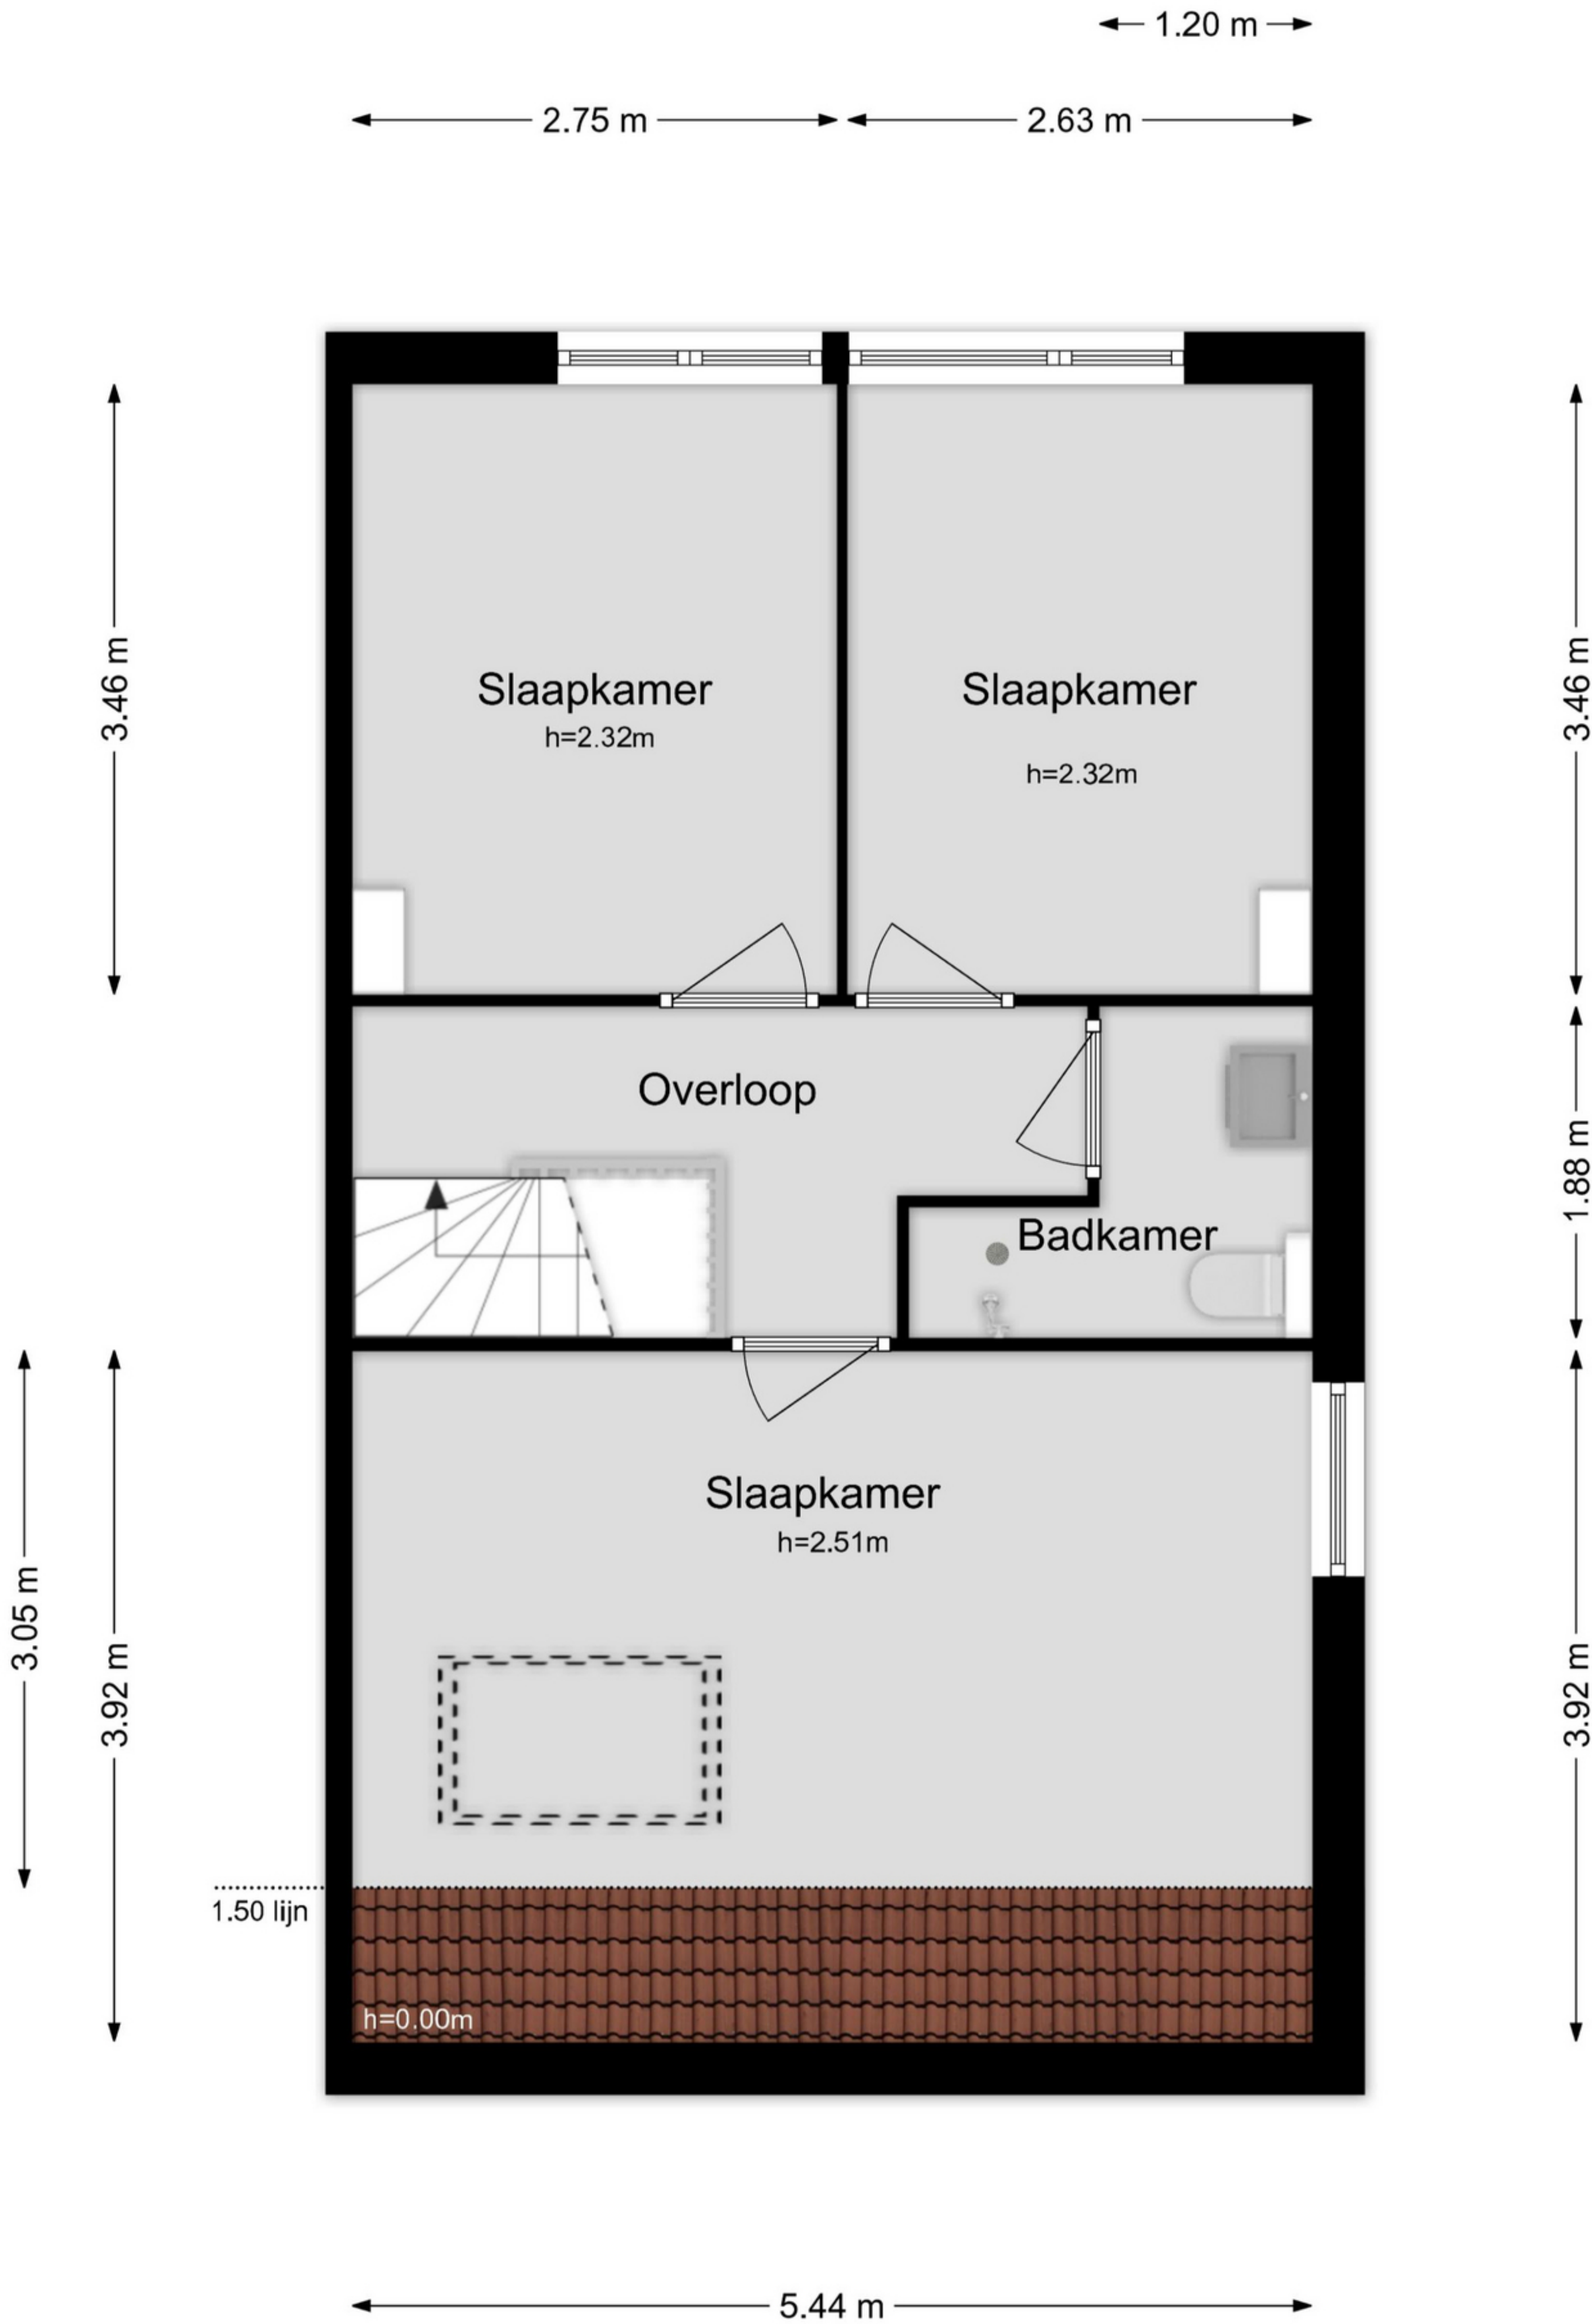 1.20 m
2.75 m
2.63 m
3.46 m
3.46 m
Slaapkamer
h=2.32m
Slaapkamer
h=2.32m
Overloop
1.88 m
Badkamer
Slaapkamer
h=2.51m
3.05 m
3.92 m
3.92 m
1.50 lijn
h=0.00m
5.44 m